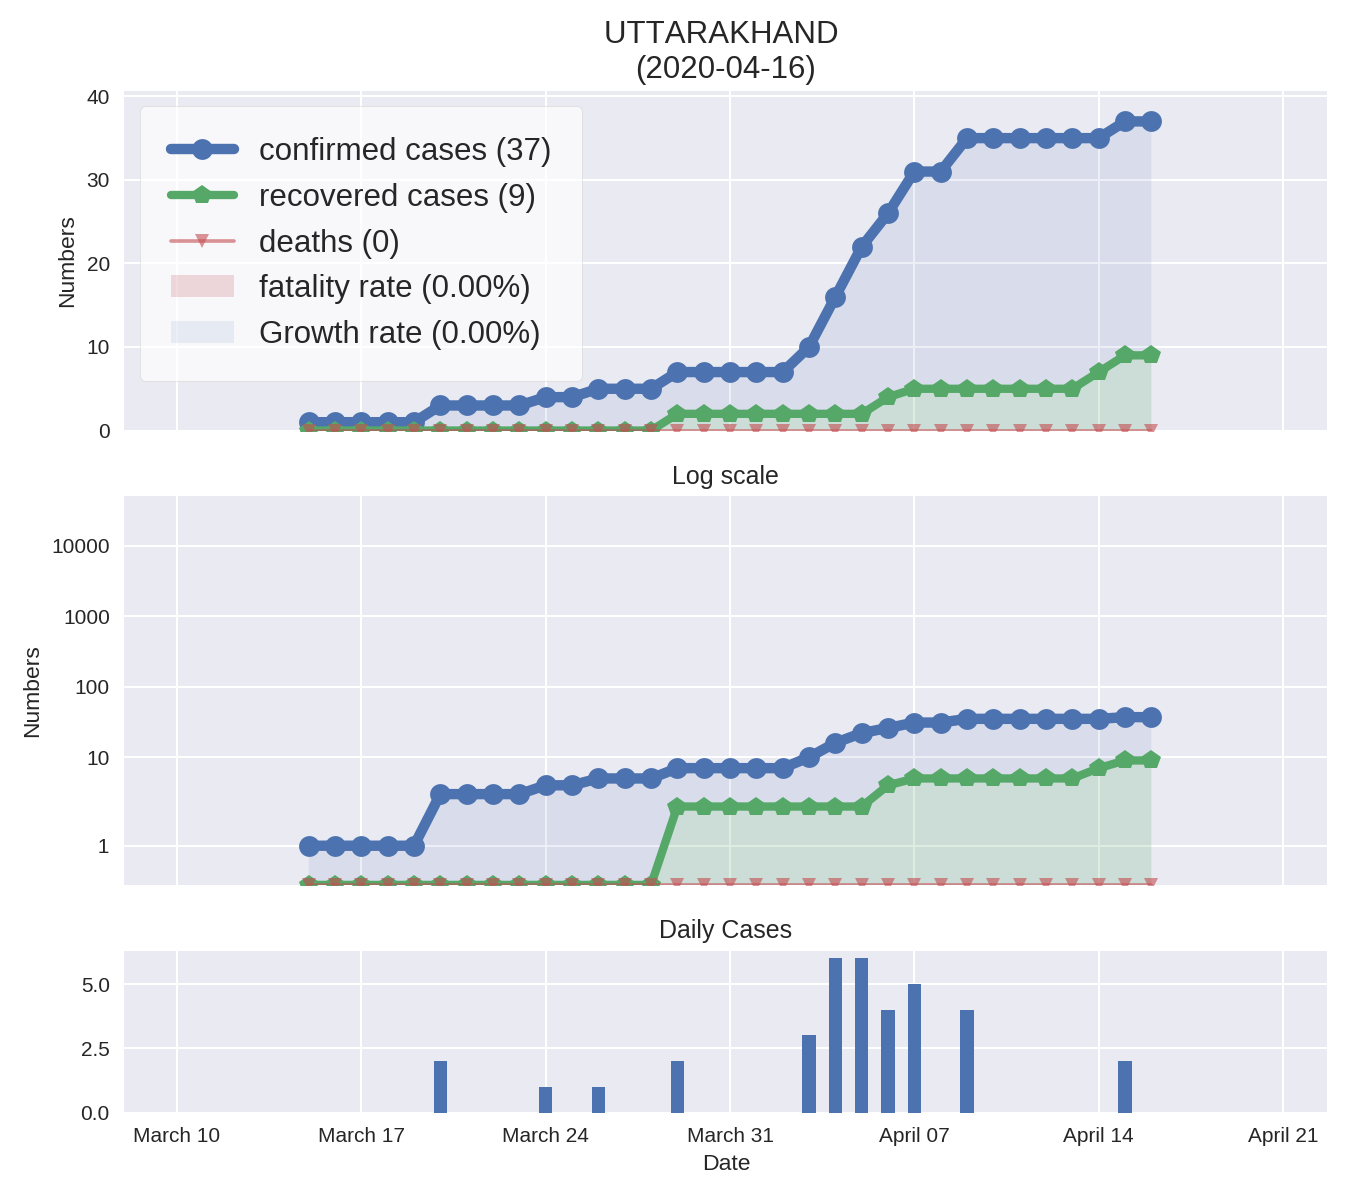 UTTARAKHAND
(2020-04-16)
40
30
20
10
0
Numbers
confirmed cases (37)
recovered cases (9)
deaths (0)
fatality rate (0.00%)
Growth rate (0.00%)
Log scale
10000
1000
100
10
1
Numbers
Daily Cases
5.0
2.5
0.0
March 10 March 17 March 24 March 31 April 07 April 14 April 21
Date